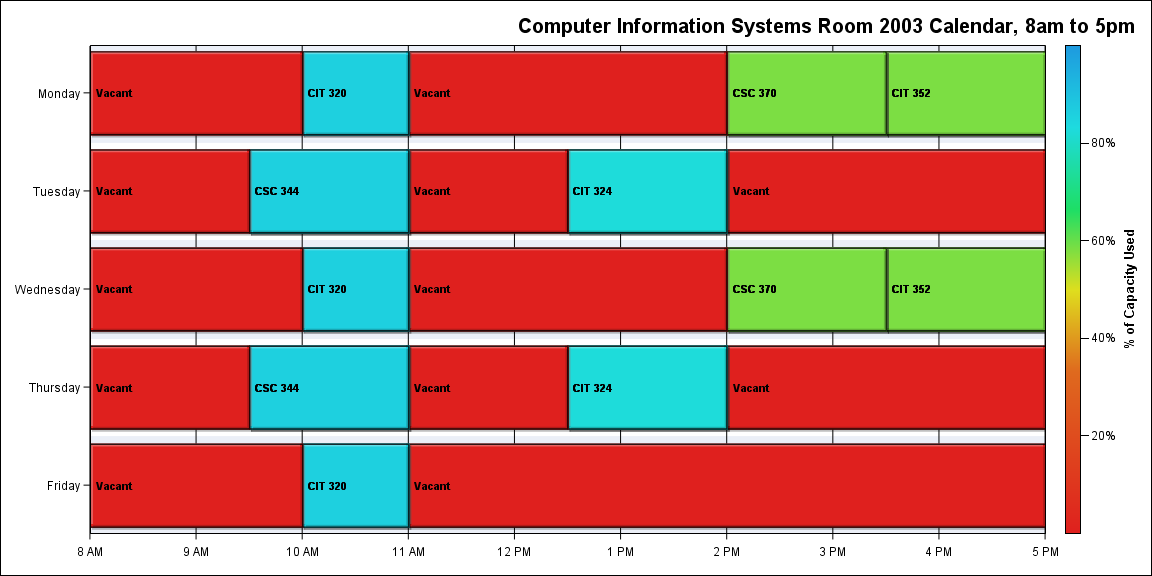 Computer Information Systems Room 2003 Calendar, 8am to 5pm
Monday
Vacant
CIT 320
Vacant
CSC 370
CIT 352
Tuesday
Vacant
CSC 344
Vacant
CIT 324
Vacant
Wednesday
Vacant
CIT 320
Vacant
CSC 370
CIT 352
Thursday
Vacant
CSC 344
Vacant
CIT 324
Vacant
Friday
Vacant
CIT 320
Vacant
8 AM
9 AM
10 AM
11 AM
12 PM
1 PM
2 PM
3 PM
4 PM
5 PM
80%
60%
40%
20%
% of Capacity Used